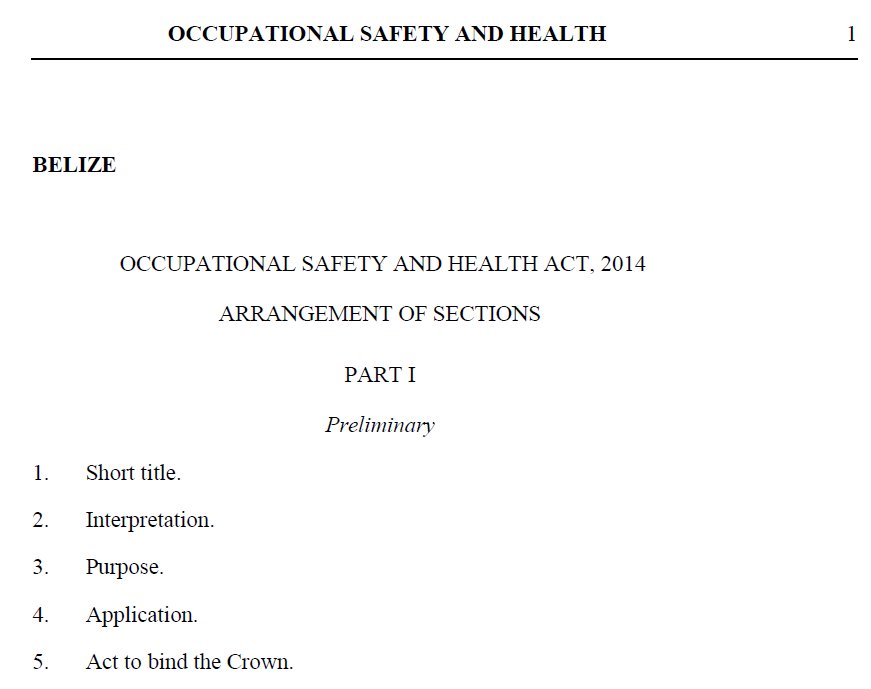 OCCUPATIONAL SAFETY AND HEALTH 1
BELIZE
OCCUPATIONAL SAFETY AND HEALTH ACT, 2014
ARRANGEMENT OF SECTIONS
PART I
Preliminary
1. Short title.
2. Interpretation.
3. Purpose.
4. Application.
5. Act to bind the Crown.